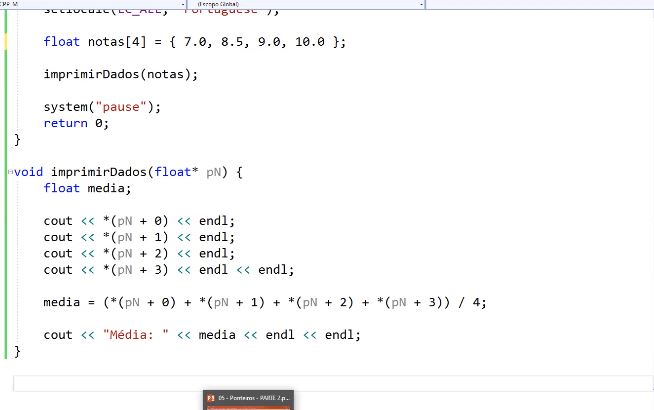 (Escopo Global)
setlocale(LC_ALL, "Portuguese");
float notas[4] = { 7.0, 8.5, 9.0, 10.0 };
imprimirDados(notas);
system("pause");
return 0;
}
void imprimirDados(float* pN) {
float media;
cout << *(pN + 0) << endl;
cout << *(pN + 1) << endl;
cout << *(pN + 2) << endl;
cout << *(pN + 3) << endl << endl;
media = (*(pN + 0) + *(pN + 1) + *(pN + 2) + *(pN + 3)) / 4;
cout << "Média: " << media << endl << endl;
}
05 - Ponteiros - PARTE 2.p...